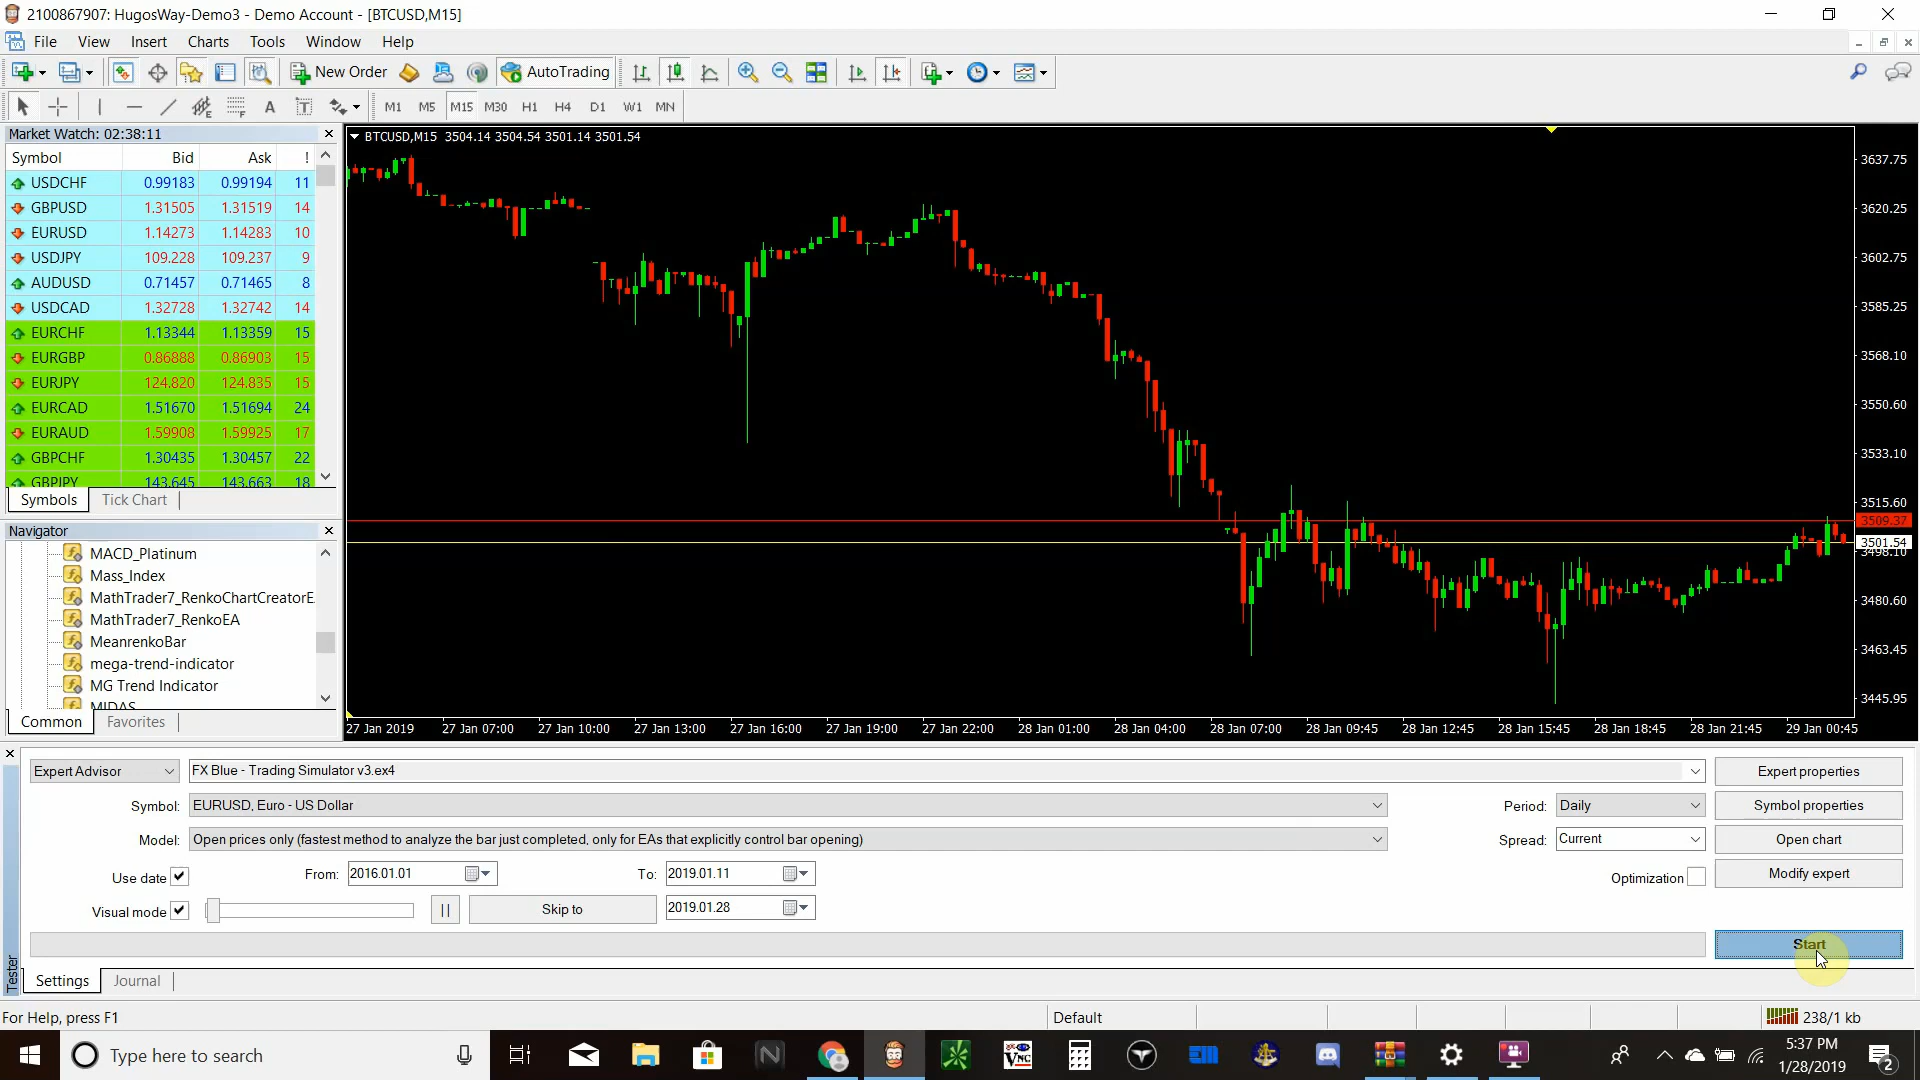 2100867907: HugosWay-Demo3 - Demo Account - [BTCUSD,M15]
File View Insert Charts Tools Window Help
New Order AutoTrading
M1 M5 M15 M30 H1 H4 D1 W1 MN
Market Watch: 02:38:11
Symbol Bid Ask !
USDCHF 0.99183 0.99194 11
GBPUSD 1.31505 1.31519 14
EURUSD 1.14273 1.14283 10
USDJPY 109.228 109.237 9
AUDUSD 0.71457 0.71465 8
USDCAD 1.32728 1.32742 14
EURCHF 1.13344 1.13359 15
EURGBP 0.86888 0.86903 15
EURJPY 124.820 124.835 15
EURCAD 1.51670 1.51694 24
EURAUD 1.59908 1.59925 17
GBPCHF 1.30435 1.30457 22
GBPJPY 143.645 143.663 18
Symbols Tick Chart
Navigator
MACD_Platinum
Mass_Index
MathTrader7_RenkoChartCreatorE
MathTrader7_RenkoEA
MeanrenkoBar
mega-trend-indicator
MG Trend Indicator
MIDAS
Common Favorites
BTCUSD,M15 3504.14 3504.54 3501.14 3501.54
3637.75
3620.25
3602.75
3585.25
3568.10
3550.60
3533.10
3515.60
3509.37
3501.54
3498.10
3480.60
3463.45
3445.95
27 Jan 2019 27 Jan 07:00 27 Jan 10:00 27 Jan 13:00 27 Jan 16:00 27 Jan 19:00 27 Jan 22:00 28 Jan 01:00 28 Jan 04:00 28 Jan 07:00 28 Jan 09:45 28 Jan 12:45 28 Jan 15:45 28 Jan 18:45 28 Jan 21:45 29 Jan 00:45
Expert Advisor FX Blue - Trading Simulator v3.ex4 Expert properties
Symbol: EURUSD, Euro - US Dollar Period: Daily Symbol properties
Model: Open prices only (fastest method to analyze the bar just completed, only for EAs that explicitly control bar opening) Spread: Current Open chart
Use date From: 2016.01.01 To: 2019.01.11 Optimization Modify expert
Visual mode Skip to 2019.01.28
Start
Tester
Settings Journal
For Help, press F1 Default 238/1 kb
Type here to search
VNC
5:37 PM
1/28/2019
2